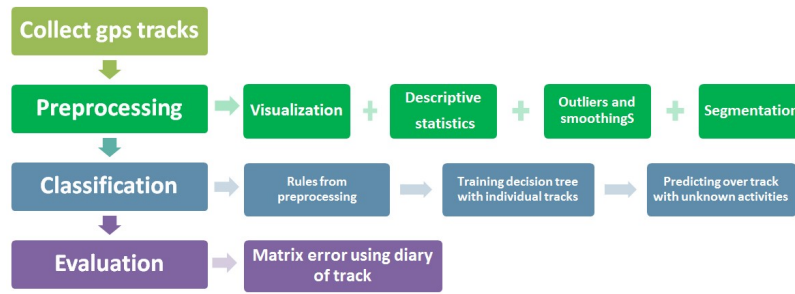 Collect gps tracks
Preprocessing
Visualization
+
Descriptive
statistics
+
Outliers and
smoothingS
+
Segmentation
Classification
Rules from
preprocessing
Training decision tree
with individual tracks
Predicting over track
with unknown activities
Evaluation
Matrix error using diary
of track